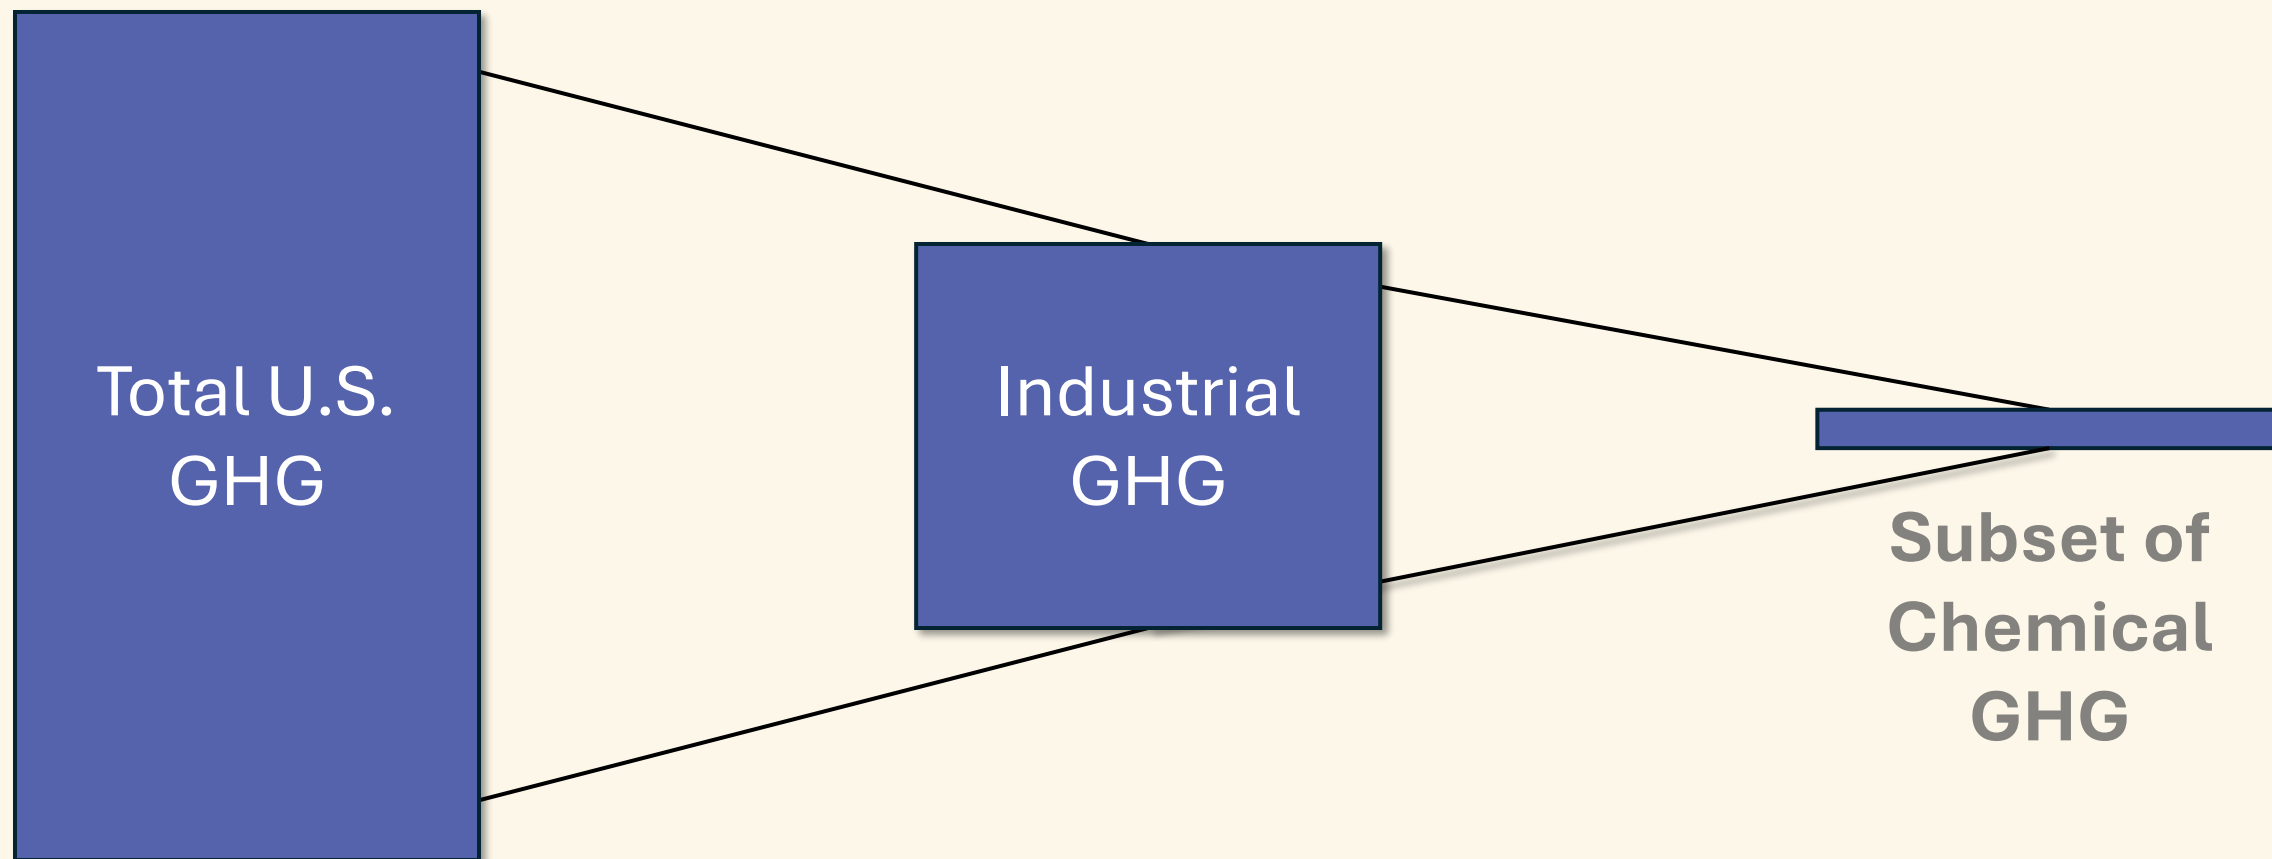 Total U.S.
GHG
Industrial
GHG
Subset of
Chemical
GHG